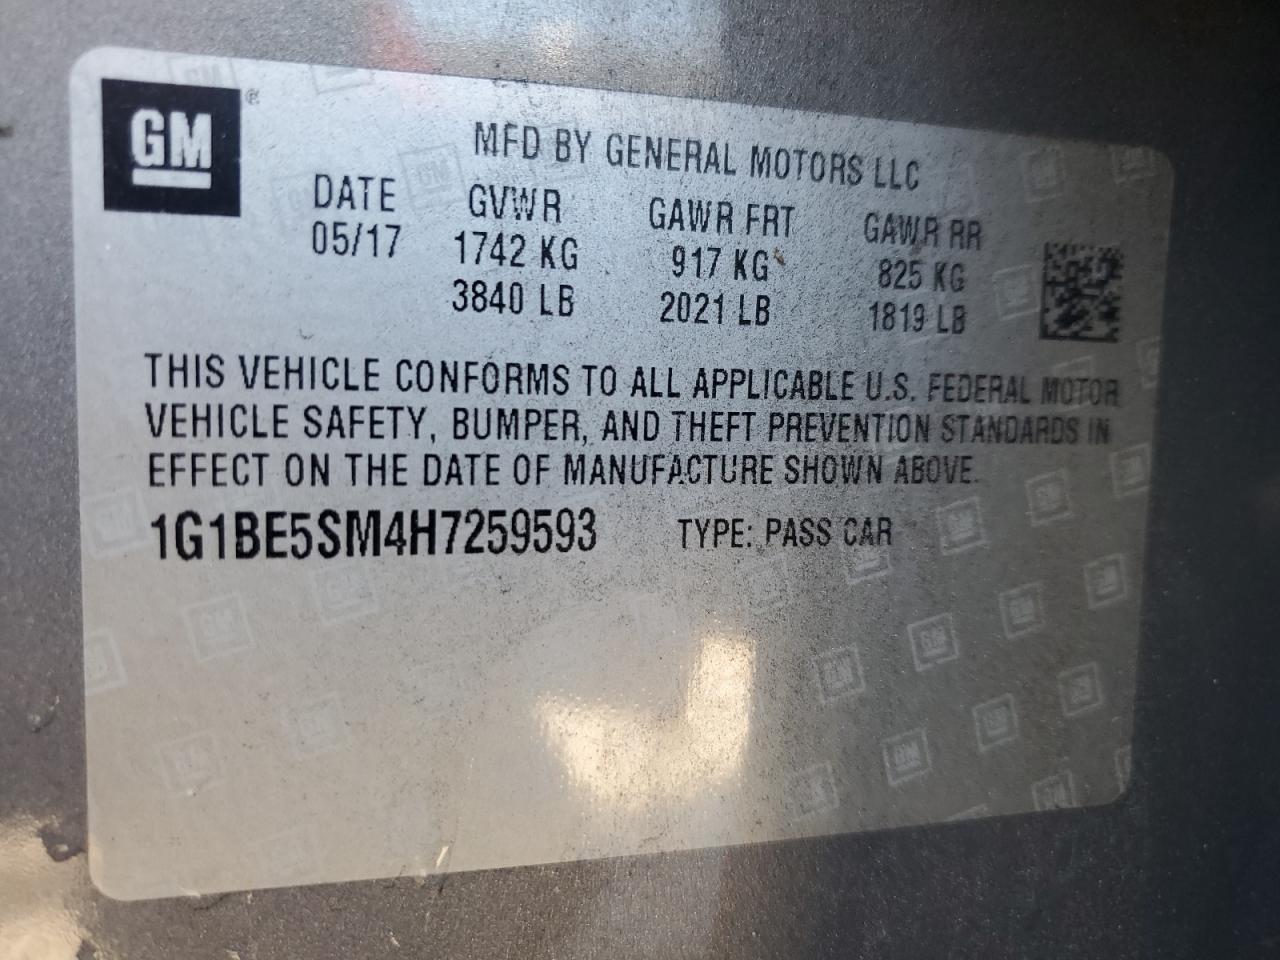 GM®
MFD BY GENERAL MOTORS LLC
DATE GVWR GAWR FRT GAWR RR
05/17 1742 KG 917 KG 825 KG
3840 LB 2021 LB 1819 LB
THIS VEHICLE CONFORMS TO ALL APPLICABLE U.S. FEDERAL MOTOR
VEHICLE SAFETY, BUMPER, AND THEFT PREVENTION STANDARDS IN
EFFECT ON THE DATE OF MANUFACTURE SHOWN ABOVE.
1G1BE5SM4H7259593 TYPE: PASS CAR